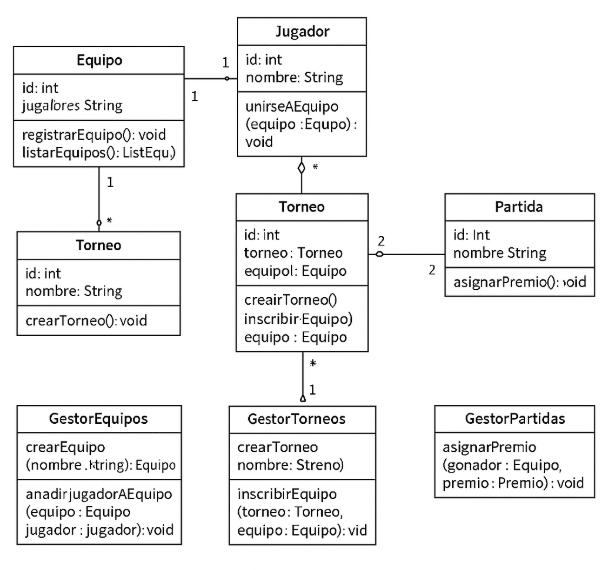 Equipo
id: int
jugalores String
registrarEquipo(): void
listarEquipos(): ListEqu,)
1
1
Jugador
id: int
nombre: String
unirseAEquipo
(equipo : Equpo) :
void
*
1
*
Torneo
id: int
nombre: String
crearTorneo(): void
Torneo
id: int
torneo : Torneo
equipol : Equipo
creairTorneo()
inscribir·Equipo)
equipo : Equipo
2
2
Partida
id: Int
nombre String
asignarPremio(): void
*
1
GestorEquipos
crearEquipo
(nombre String): Equipo
anadirjugadorAEquipo
(equipo : Equipo
jugador : jugador): void
GestorTorneos
crearTorneo
nombre: Streno)
inscribirEquipo
(torneo: Torneo,
equipo: Equipo): vid
GestorPartidas
asignarPremio
(gonador : Equipo,
premio : Premio) : void